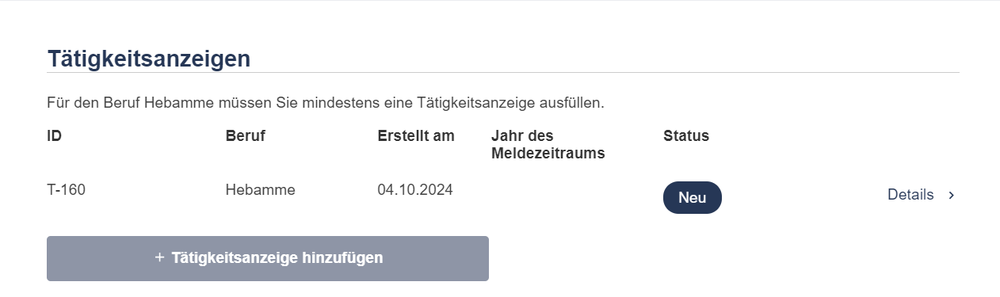 Tätigkeitsanzeigen
Für den Beruf Hebamme müssen Sie mindestens eine Tätigkeitsanzeige ausfüllen.
ID Beruf Erstellt am Jahr des Meldezeitraums Status
T-160 Hebamme 04.10.2024 Neu Details
+ Tätigkeitsanzeige hinzufügen